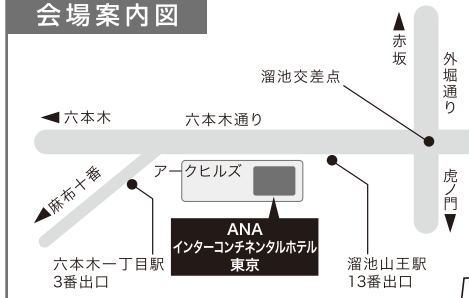 会場案内図
赤坂
外堀通り
溜池交差点
六本木
六本木通り
アークヒルズ
麻布十番
虎ノ門
ANA
インターコンチネンタルホテル
東京
六本木一丁目駅
3番出口
溜池山王駅
13番出口